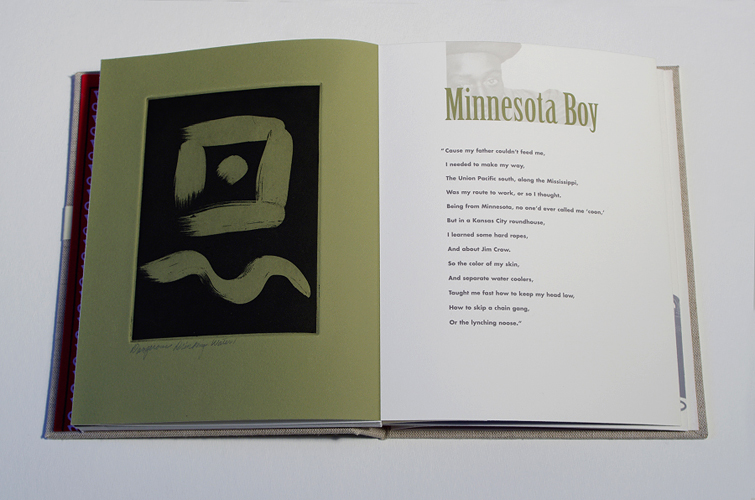 Minnesota Boy
"Cause my father couldn't feed me,
I needed to make my way,
The Union Pacific south, along the Mississippi,
Was my route to work, or so I thought.
Being from Minnesota, no one'd ever called me 'coon,'
But in a Kansas City roundhouse,
I learned some hard ropes,
And about Jim Crow.
So the color of my skin,
And separate water coolers,
Taught me fast how to keep my head low,
How to skip a chain gang,
Or the lynching noose."